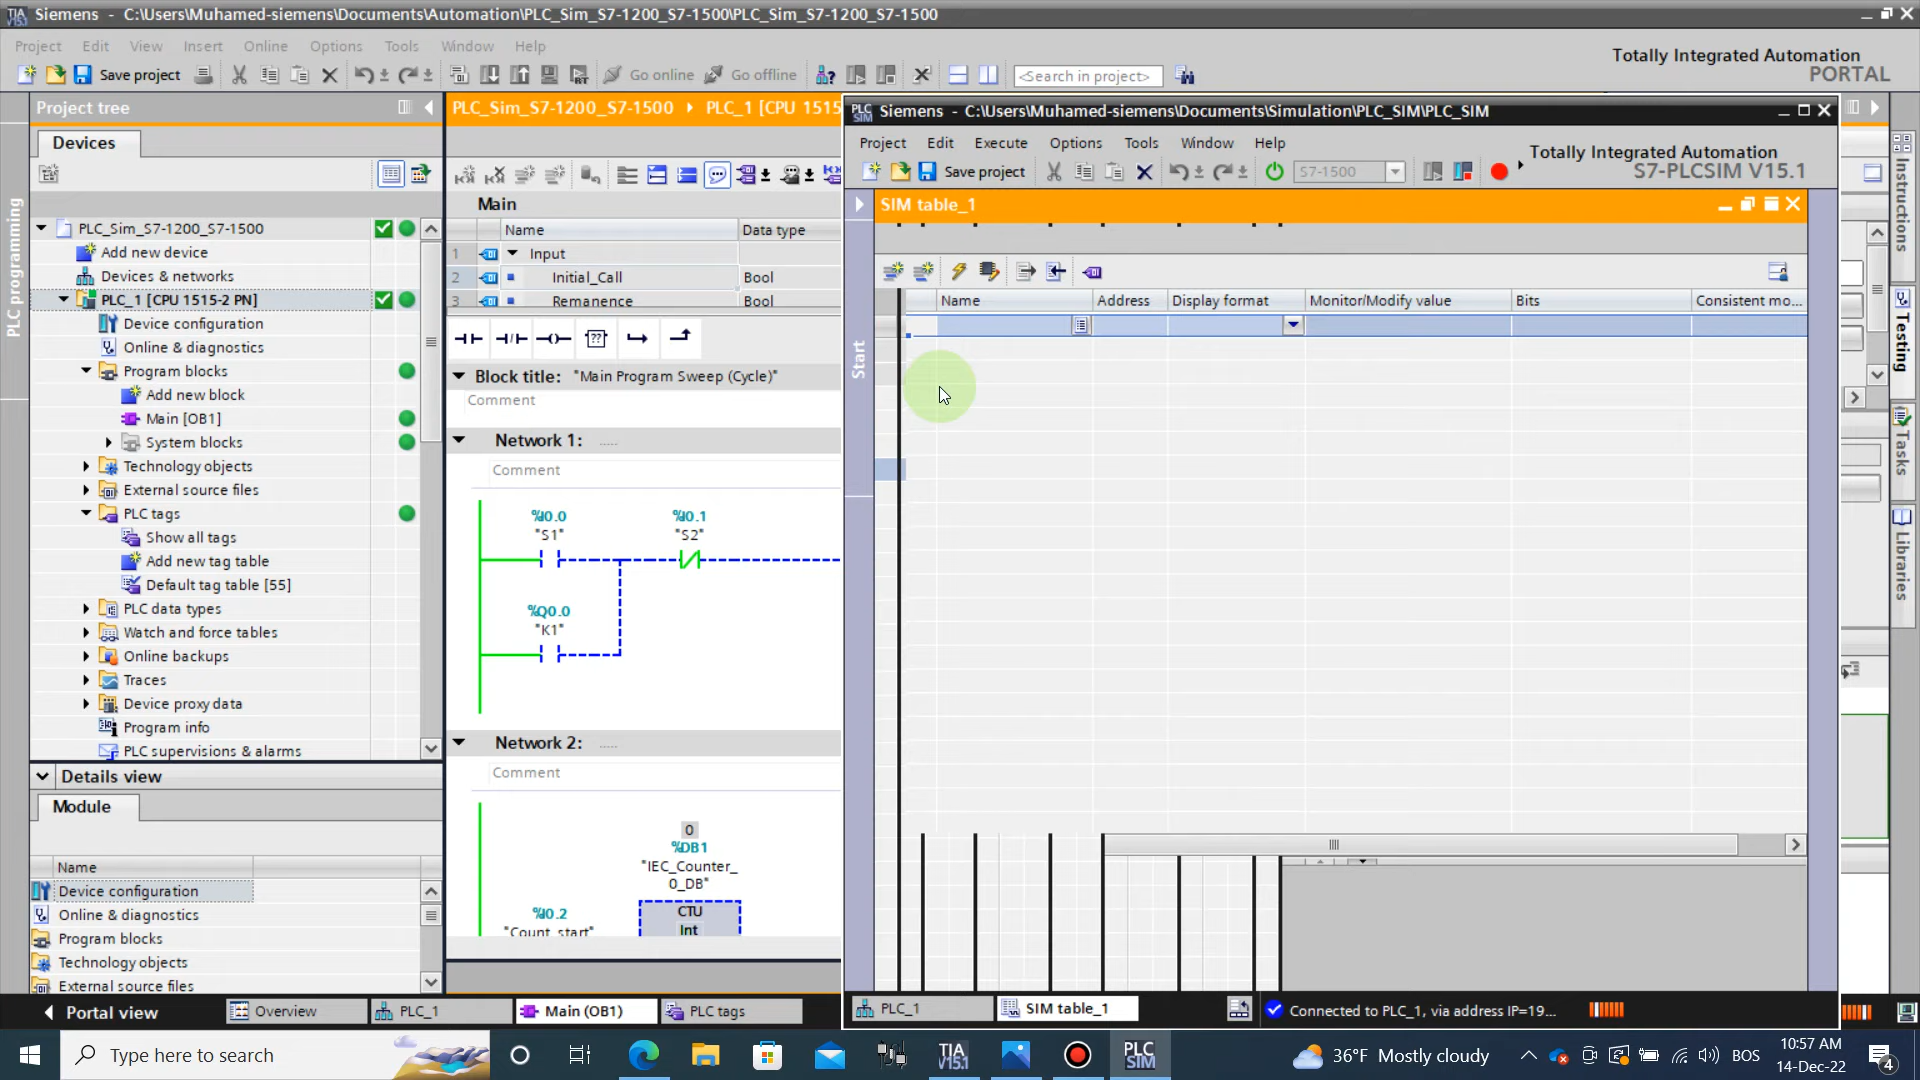 Siemens - C:\Users\Muhamed-siemens\Documents\Automation\PLC_Sim_S7-1200_S7-1500\PLC_Sim_S7-1200_S7-1500
Project Edit View Insert Online Options Tools Window Help
Totally Integrated Automation
PORTAL
Save project
Go online
Go offline
<Search in project>
Project tree
Devices
PLC programming
PLC_Sim_S7-1200_S7-1500
Add new device
Devices & networks
PLC_1 [CPU 1515-2 PN]
Device configuration
Online & diagnostics
Program blocks
Add new block
Main [OB1]
System blocks
Technology objects
External source files
PLC tags
Show all tags
Add new tag table
Default tag table [55]
PLC data types
Watch and force tables
Online backups
Traces
Device proxy data
Program info
PLC supervisions & alarms
Details view
Module
Name
Device configuration
Online & diagnostics
Program blocks
Technology objects
External source files
PLC_Sim_S7-1200_S7-1500 PLC_1 [CPU 1515
Main
Name Data type
1 Input
2 Initial_Call Bool
3 Remanence Bool
??
Block title: "Main Program Sweep (Cycle)"
Comment
Network 1: .....
Comment
%I0.0
"S1"
%I0.1
"S2"
%Q0.0
"K1"
Network 2: .....
Comment
0
%DB1
"IEC_Counter_
0_DB"
CTU
Int
%I0.2
"Count_start"
PLC SIM Siemens - C:\Users\Muhamed-siemens\Documents\Simulation\PLC_SIM\PLC_SIM
Project Edit Execute Options Tools Window Help
Totally Integrated Automation
S7-PLCSIM V15.1
Save project
S7-1500
SIM table_1
Start
Name Address Display format Monitor/Modify value Bits Consistent mo...
PLC_1
SIM table_1
Connected to PLC_1, via address IP=19...
Instructions
Testing
Tasks
Libraries
Portal view
Overview
PLC_1
Main (OB1)
PLC tags
Type here to search
TIA V15.1
PLC SIM
36°F Mostly cloudy
BOS
10:57 AM
14-Dec-22
4